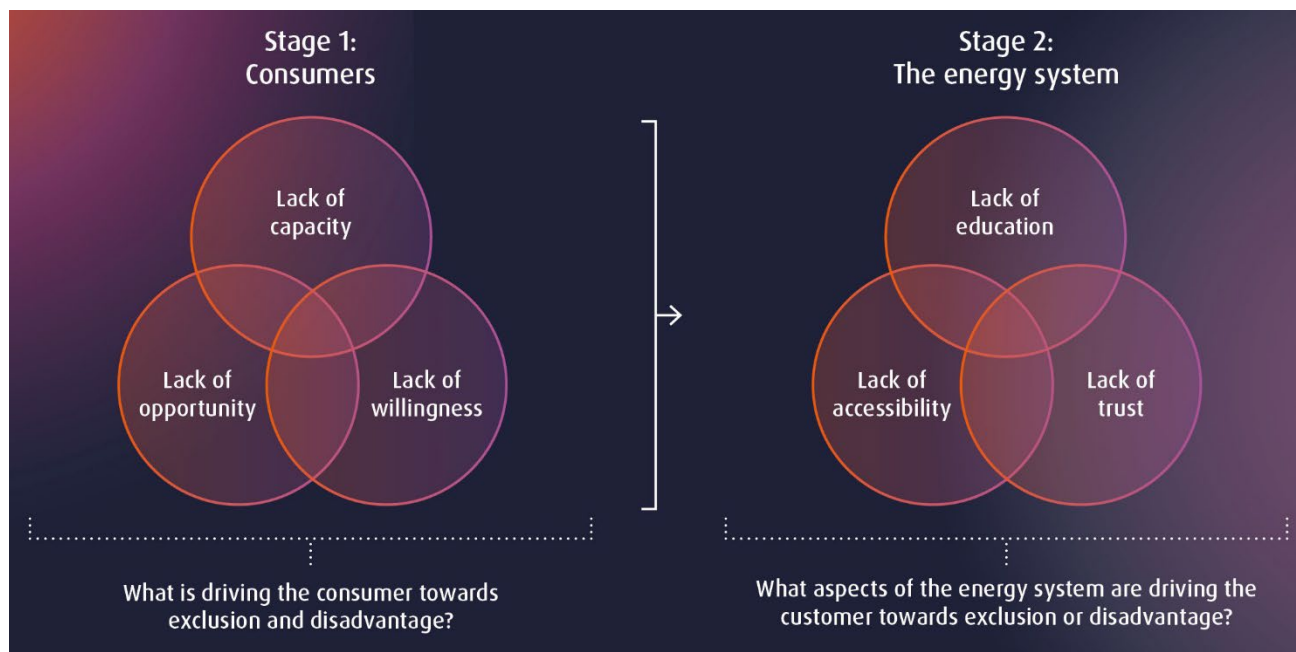 Stage 1:
Consumers
Lack of
capacity
Lack of
opportunity
Lack of
willingness
What is driving the consumer towards
exclusion and disadvantage?
Stage 2:
The energy system
Lack of
education
Lack of
accessibility
Lack of
trust
What aspects of the energy system are driving the
customer towards exclusion or disadvantage?